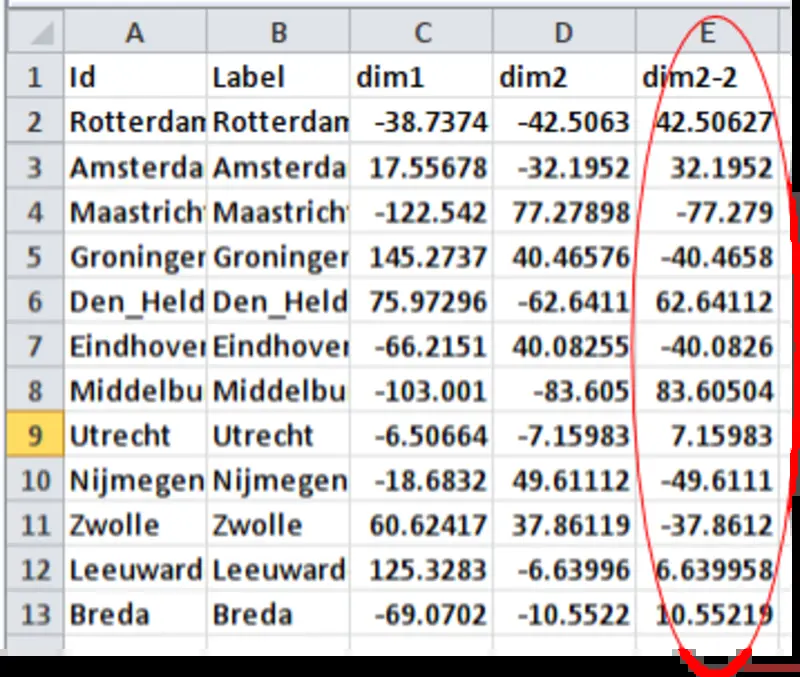 A B C D E
1 Id Label dim1 dim2 dim2-2
2 Rotterdam Rotterdam -38.7374 -42.5063 42.50627
3 Amsterda Amsterda 17.55678 -32.1952 32.1952
4 Maastrich Maastrich -122.542 77.27898 -77.279
5 Groninger Groninger 145.2737 40.46576 -40.4658
6 Den_Held Den_Held 75.97296 -62.6411 62.64112
7 Eindhover Eindhover -66.2151 40.08255 -40.0826
8 Middelbu Middelbu -103.001 -83.605 83.60504
9 Utrecht Utrecht -6.50664 -7.15983 7.15983
10 Nijmegen Nijmegen -18.6832 49.61112 -49.6111
11 Zwolle Zwolle 60.62417 37.86119 -37.8612
12 Leeuward Leeuward 125.3283 -6.63996 6.639958
13 Breda Breda -69.0702 -10.5522 10.55219